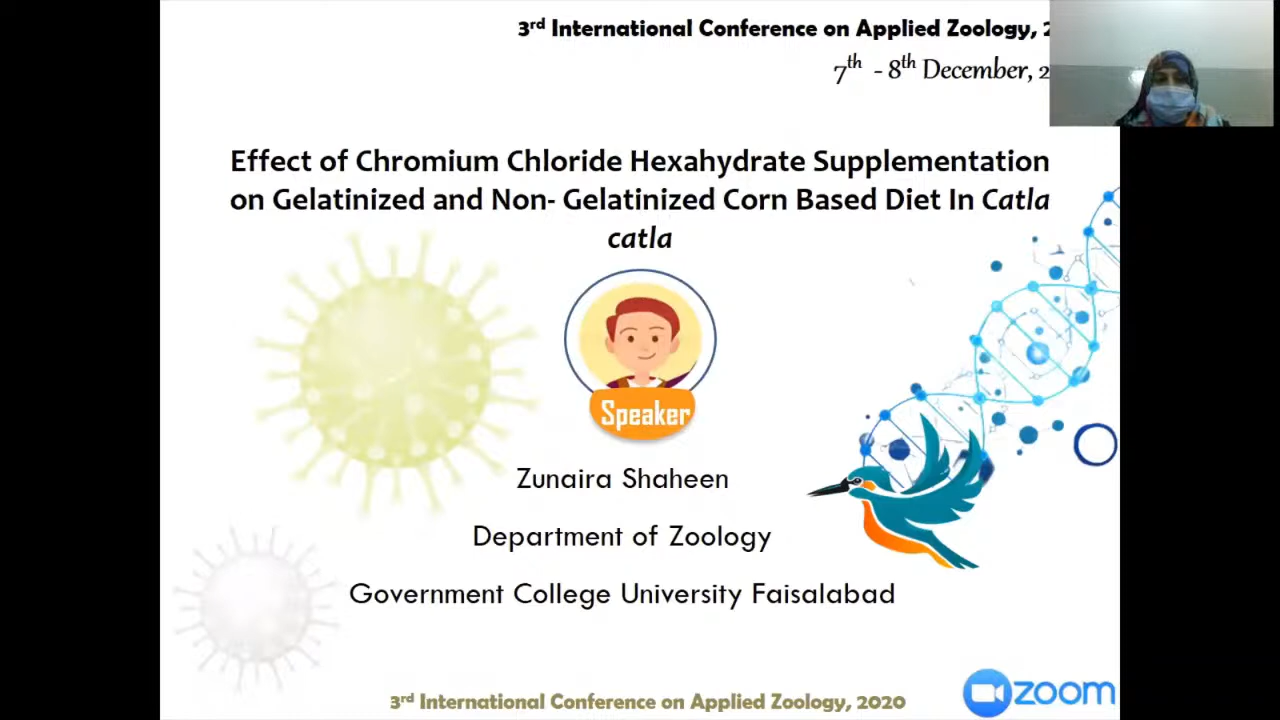 3rd International Conference on Applied Zoology, 2
7th - 8th December, 2
Effect of Chromium Chloride Hexahydrate Supplementation
on Gelatinized and Non- Gelatinized Corn Based Diet In Catla
catla
Speaker
Zunaira Shaheen
Department of Zoology
Government College University Faisalabad
3rd International Conference on Applied Zoology, 2020
zoom